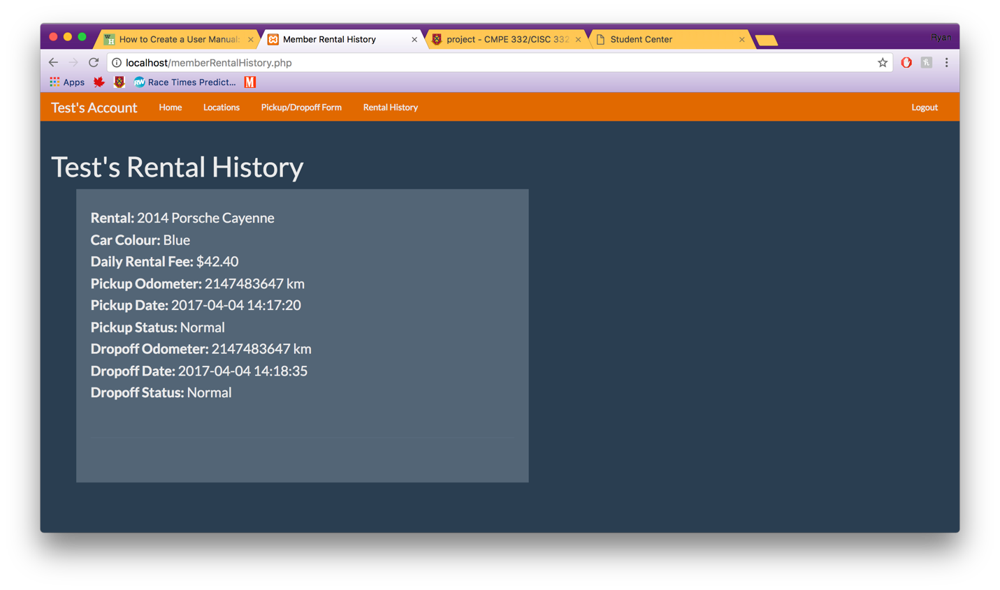 How to Create a User Manual:
Member Rental History
project - CMPE 332/CISC 332
Student Center
Ryan
localhost/memberRentalHistory.php
Apps
RW
Race Times Predict...
M
Test's Account
Home
Locations
Pickup/Dropoff Form
Rental History
Logout
Test's Rental History
Rental: 2014 Porsche Cayenne
Car Colour: Blue
Daily Rental Fee: $42.40
Pickup Odometer: 2147483647 km
Pickup Date: 2017-04-04 14:17:20
Pickup Status: Normal
Dropoff Odometer: 2147483647 km
Dropoff Date: 2017-04-04 14:18:35
Dropoff Status: Normal